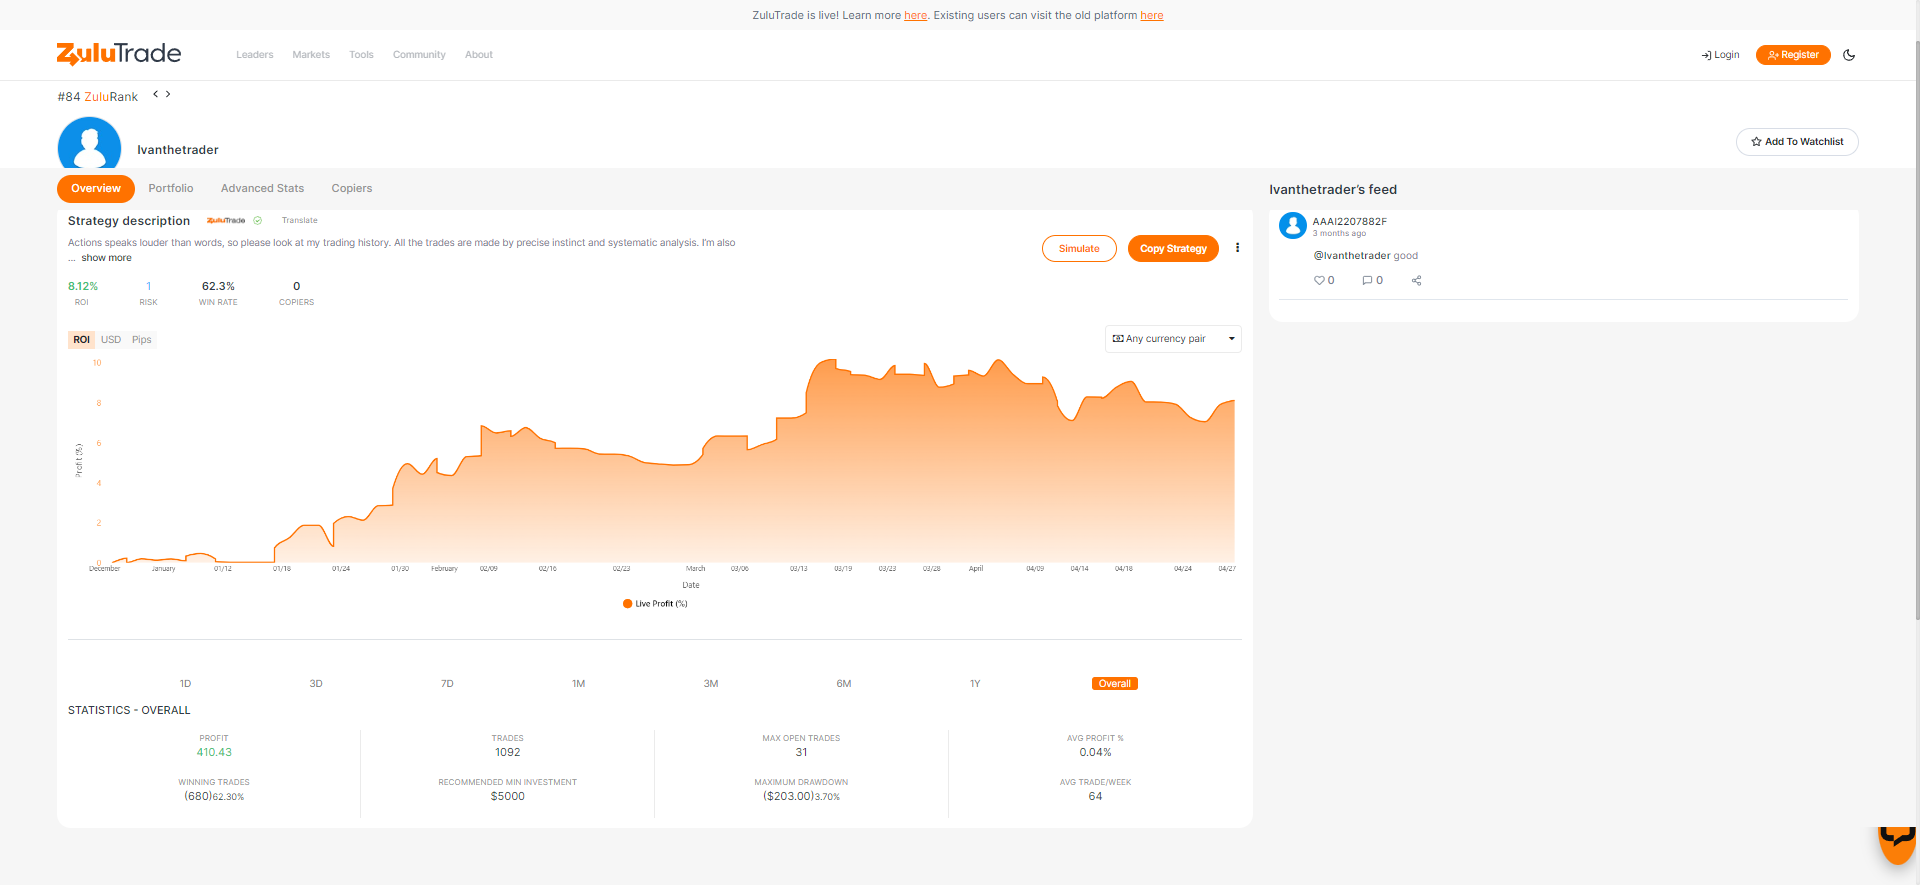 ZuluTrade is live! Learn more here. Existing users can visit the old platform here
ZuluTrade
Leaders Markets Tools Community About
Login Register
#84 ZuluRank < >
Ivanthetrader
Add To Watchlist
Overview Portfolio Advanced Stats Copiers
Strategy description ZuluTrade Translate
Actions speaks louder than words, so please look at my trading history. All the trades are made by precise instinct and systematic analysis. I'm also
... show more
Simulate Copy Strategy
8.12% 1 62.3% 0
ROI RISK WIN RATE COPIERS
ROI USD Pips
Any currency pair
10
8
6
4
2
0
Profit (%)
December January 01/12 01/18 01/24 01/30 February 02/09 02/16 02/23 March 03/06 03/13 03/19 03/23 03/28 April 04/09 04/14 04/18 04/24 04/27
Date
Live Profit (%)
1D 3D 7D 1M 3M 6M 1Y Overall
STATISTICS - OVERALL
PROFIT TRADES MAX OPEN TRADES AVG PROFIT %
410.43 1092 31 0.04%
WINNING TRADES RECOMMENDED MIN INVESTMENT MAXIMUM DRAWDOWN AVG TRADE/WEEK
(680)62.30% $5000 ($203.00)3.70% 64
Ivanthetrader's feed
AAAI2207882F
3 months ago
@Ivanthetrader good
0 0